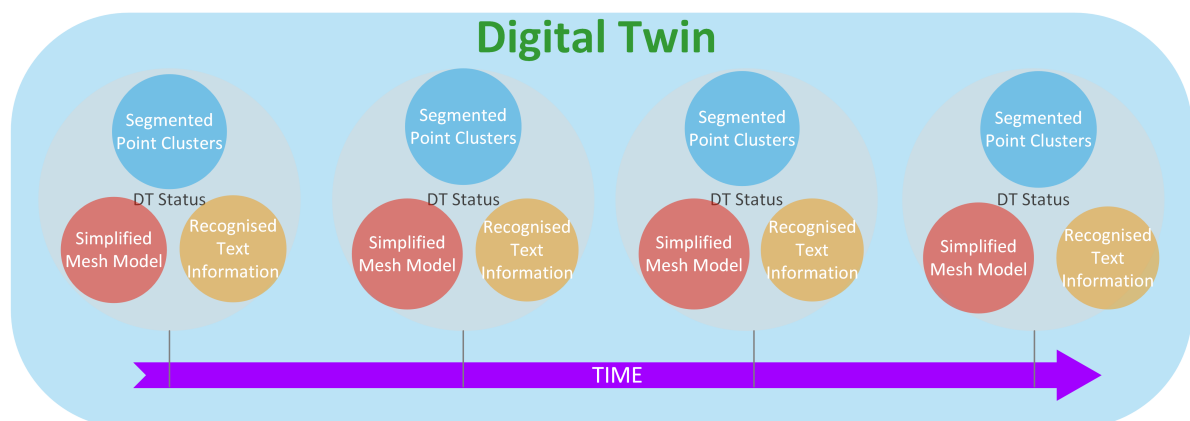 Digital Twin
Segmented
Point Clusters
DT Status
Simplified
Mesh Model
Recognised
Text
Information
Segmented
Point Clusters
DT Status
Simplified
Mesh Model
Recognised
Text
Information
Segmented
Point Clusters
DT Status
Simplified
Mesh Model
Recognised
Text
Information
Segmented
Point Clusters
DT Status
Simplified
Mesh Model
Recognised
Text
Information
TIME